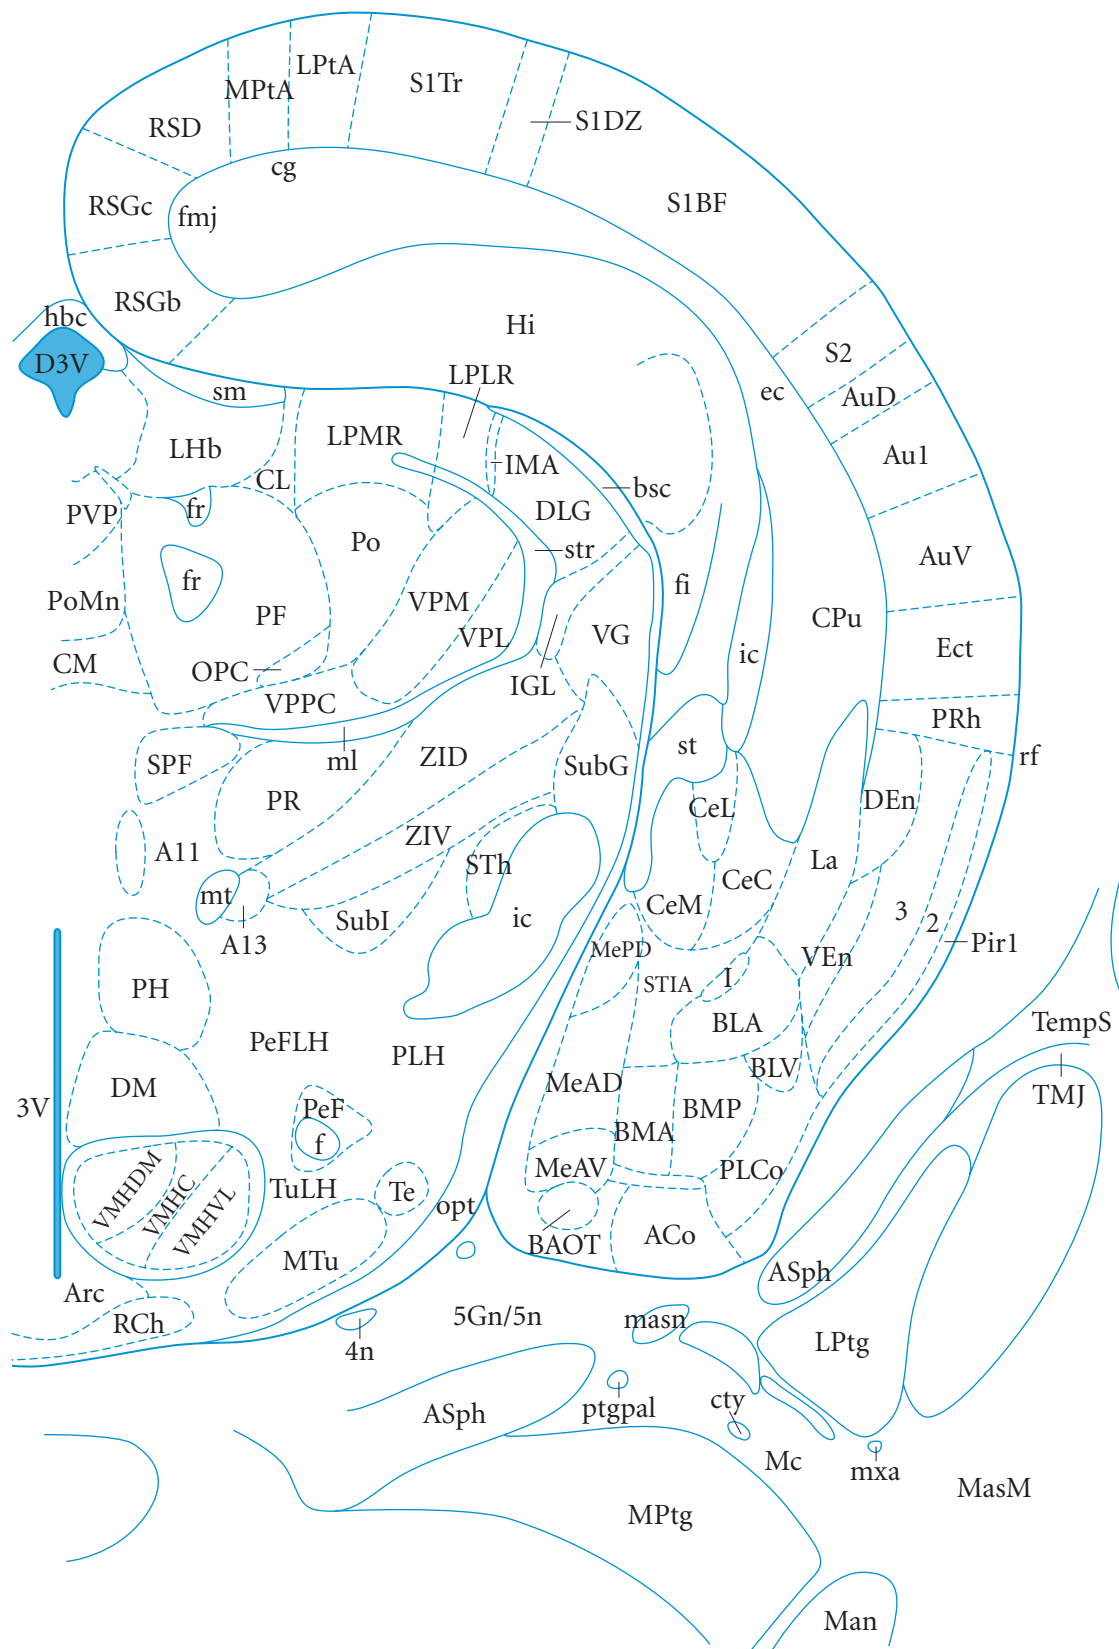 LPtA
MPtA
S1Tr
RSD
S1DZ
cg
RSGc
fmj
S1BF
RSGb
hbc
Hi
D3V
S2
LPLR
sm
ec
AuD
LPMR
LHb
Au1
IMA
CL
bsc
fr
PVP
DLG
Po
str
AuV
fr
fi
PoMn
VPM
PF
CPu
VPL
VG
Ect
CM
ic
OPC
IGL
VPPC
PRh
st
ml
ZID
rf
SPF
SubG
PR
DEn
CeL
ZIV
A11
La
STh
CeC
mt
CeM
3
2
SubI
ic
A13
Pir1
MePD
VEn
I
STIA
PH
BLA
TempS
PeFLH
PLH
BLV
MeAD
DM
TMJ
3V
PeF
BMP
BMA
f
MeAV
PLCo
VMHDM
VMHC
VMHVL
TuLH
Te
opt
ACo
BAOT
MTu
ASph
Arc
RCh
5Gn/5n
masn
LPtg
4n
cty
ptgpal
ASph
Mc
mxa
MasM
MPtg
Man